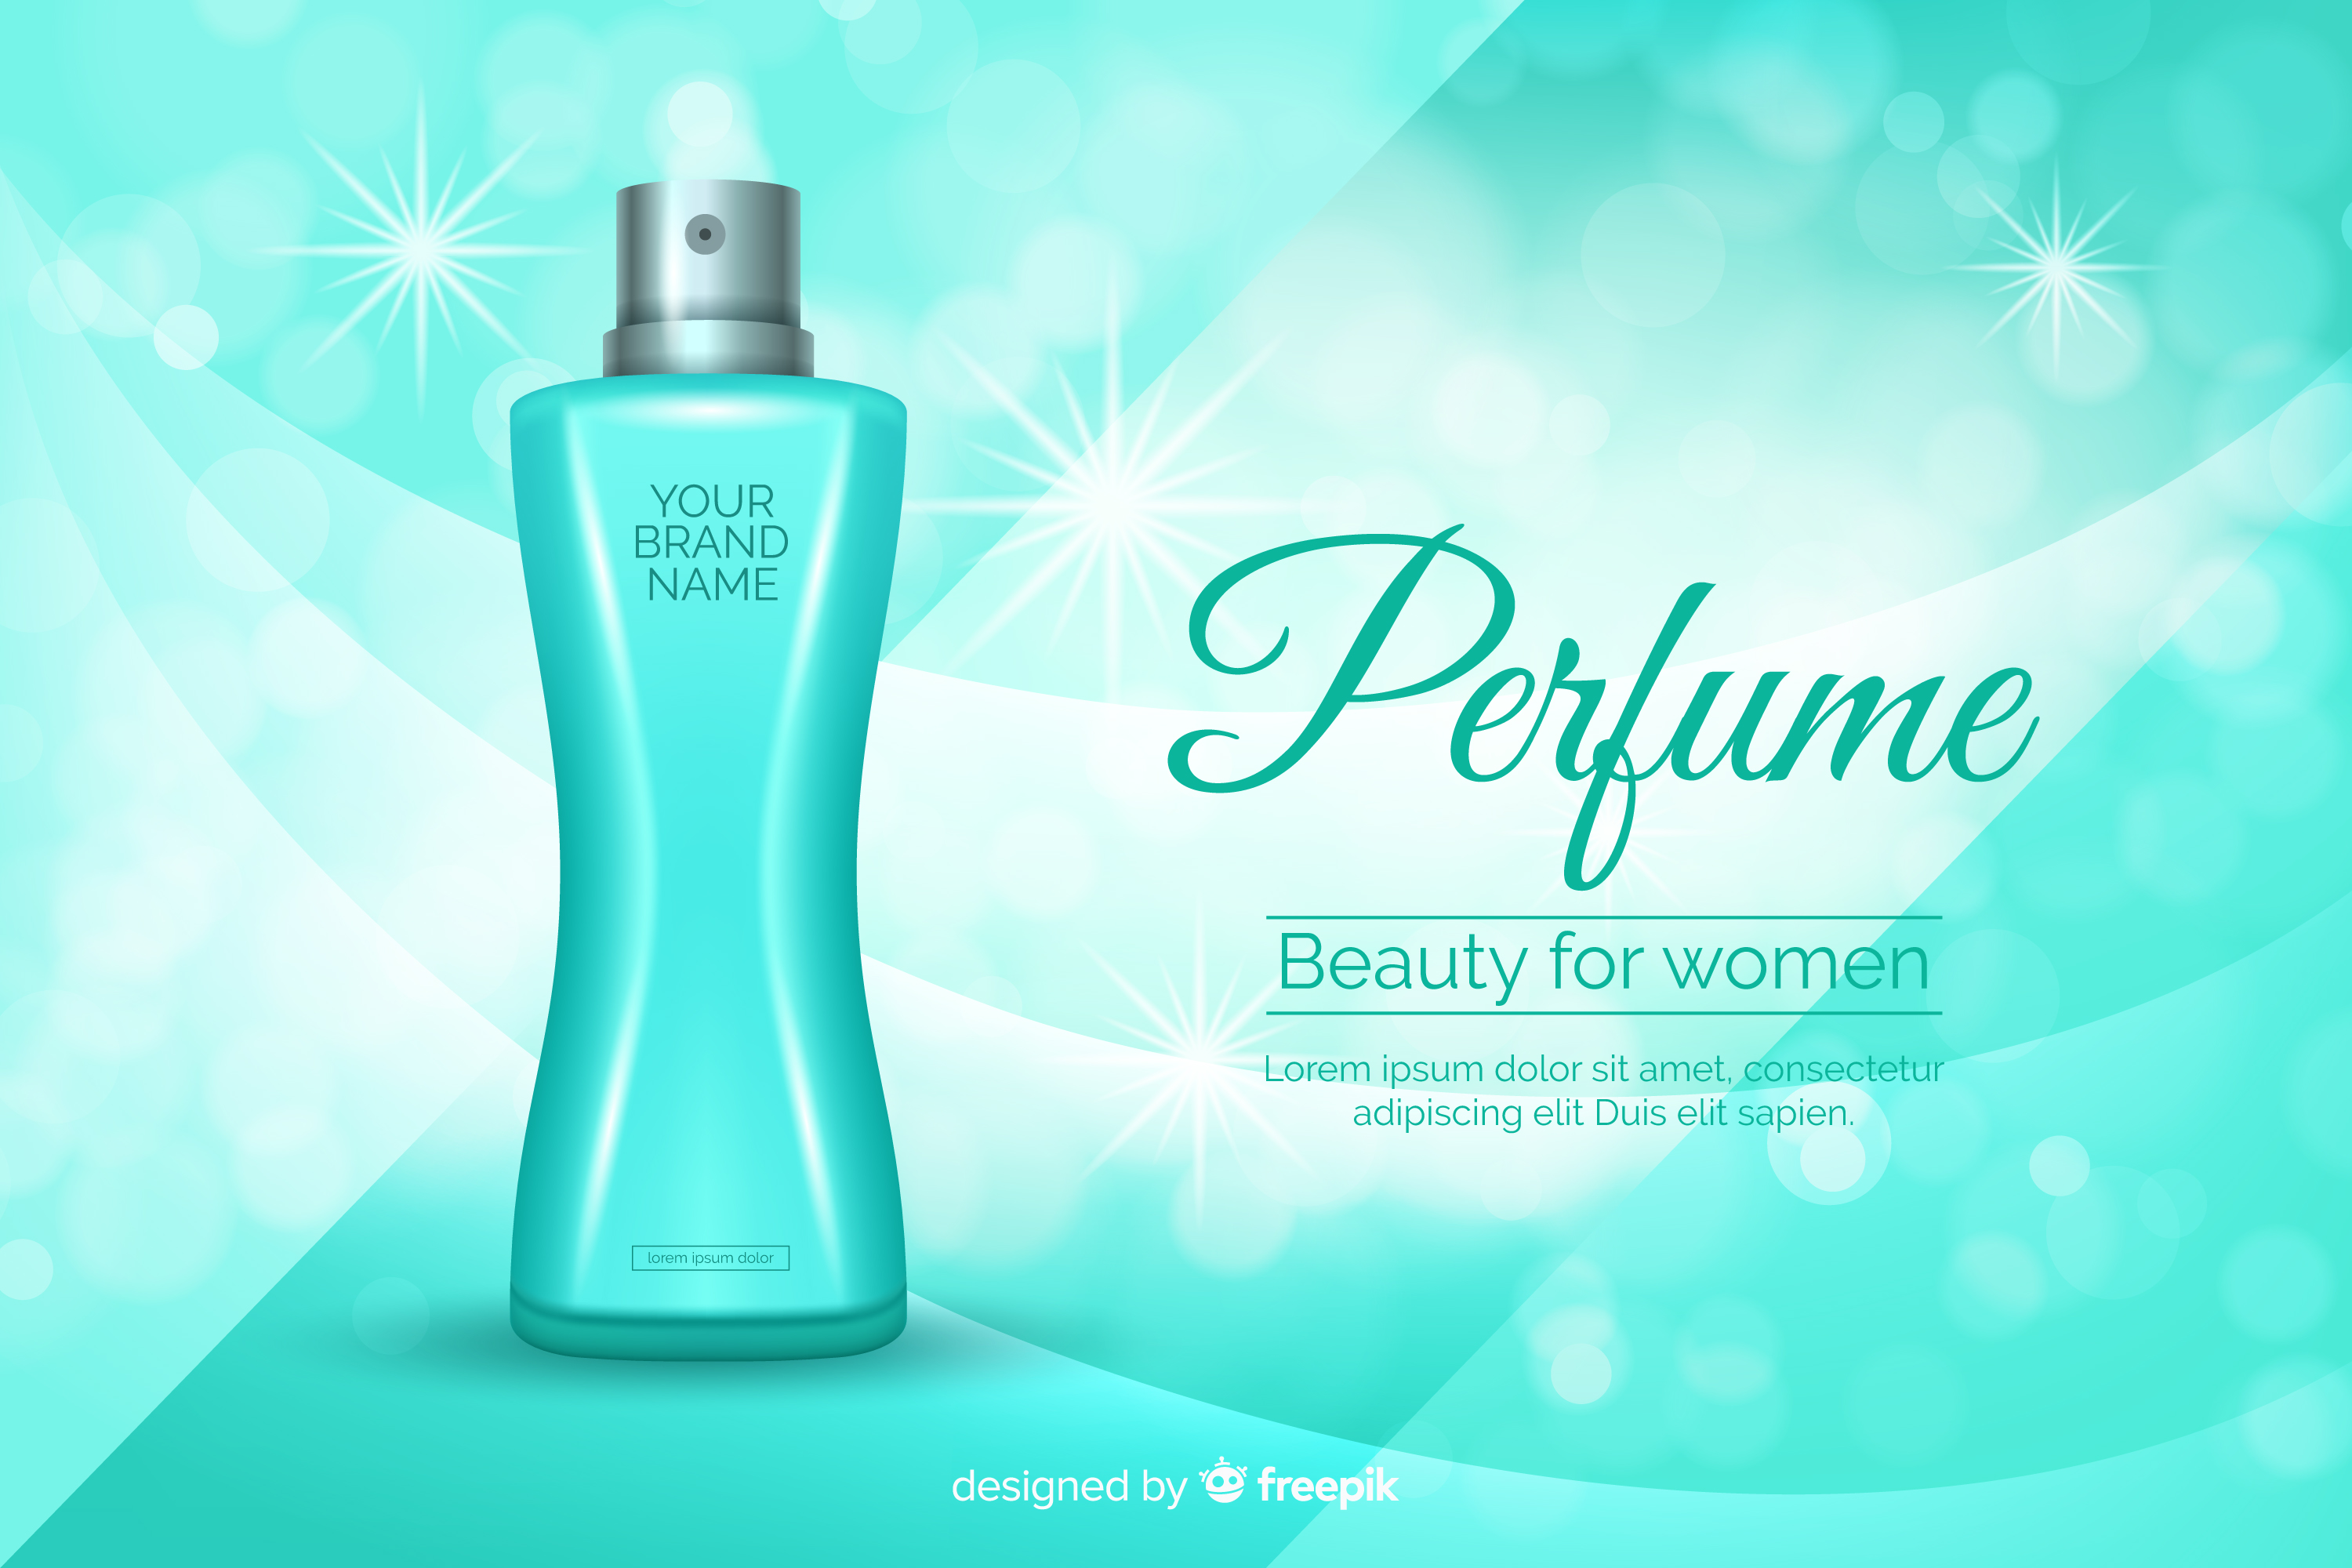 YOUR
BRAND
NAME
lorem ipsum dolor
Perfume
Beauty for women
Lorem ipsum dolor sit amet, consectetur
adipiscing elit Duis elit sapien.
designed by freepik